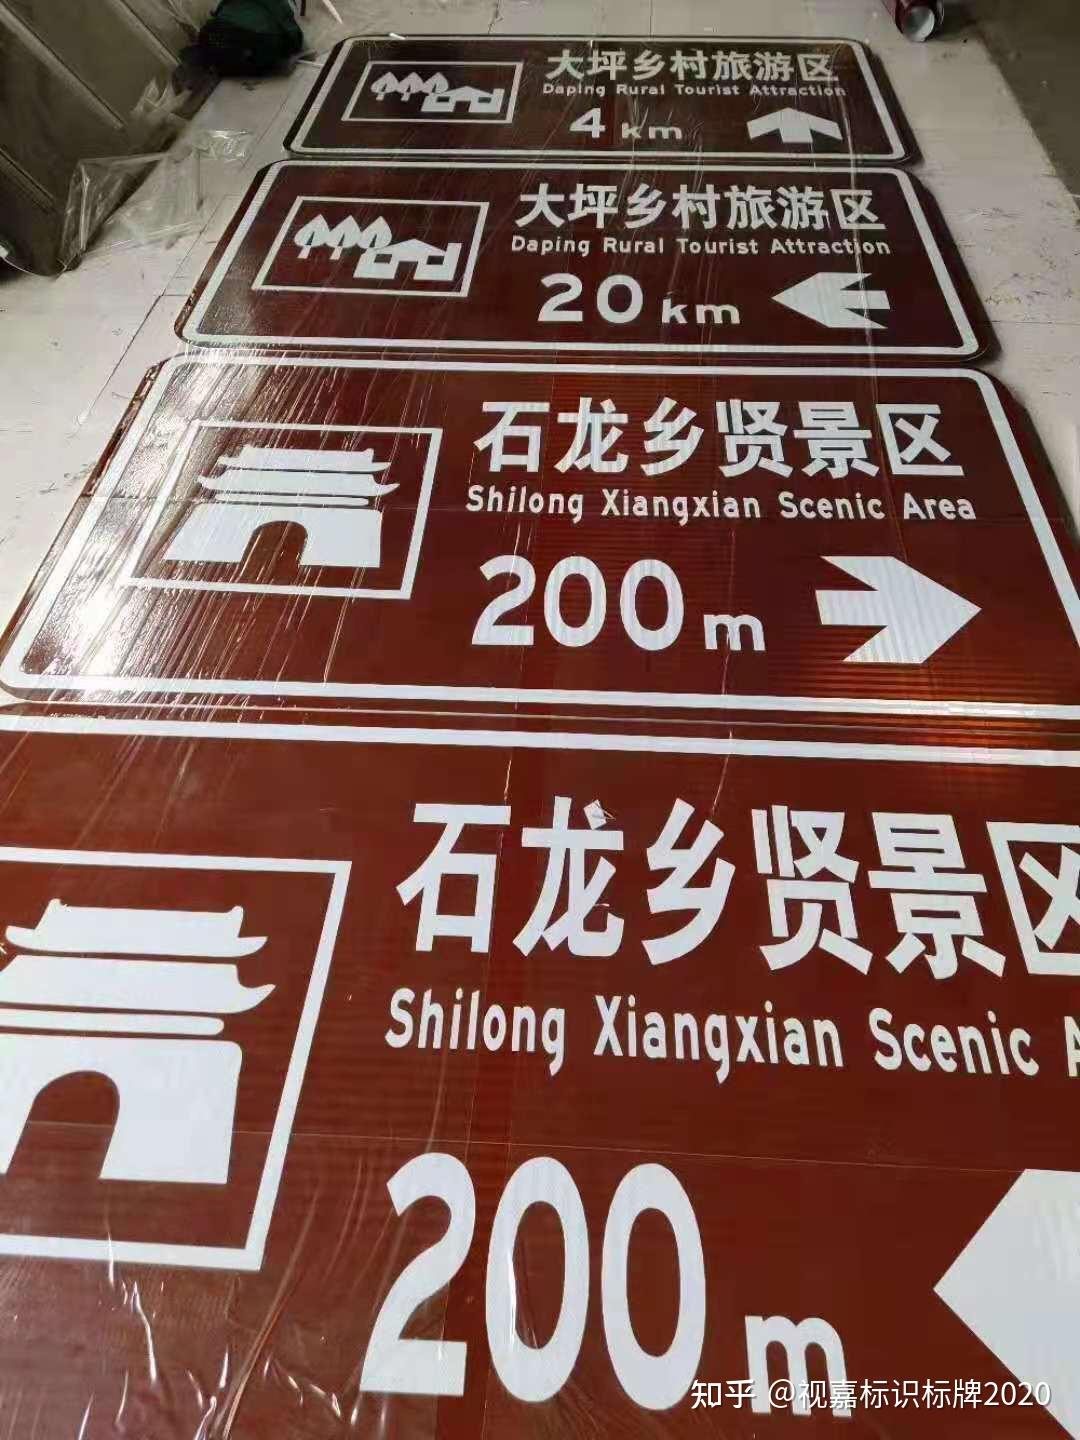 大坪乡村旅游区
Daping Rural Tourist Attraction
4 km
大坪乡村旅游区
Daping Rural Tourist Attraction
20 km
石龙乡贤景区
Shilong Xiangxian Scenic Area
200 m
石龙乡贤景区
Shilong Xiangxian Scenic A
200 m
知乎 @视嘉标识标牌2020